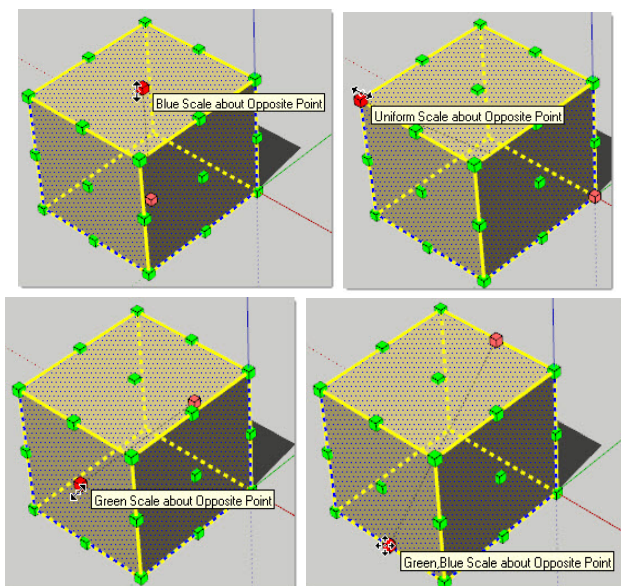 Blue Scale about Opposite Point
Uniform Scale about Opposite Point
Green Scale about Opposite Point
Green,Blue Scale about Opposite Point